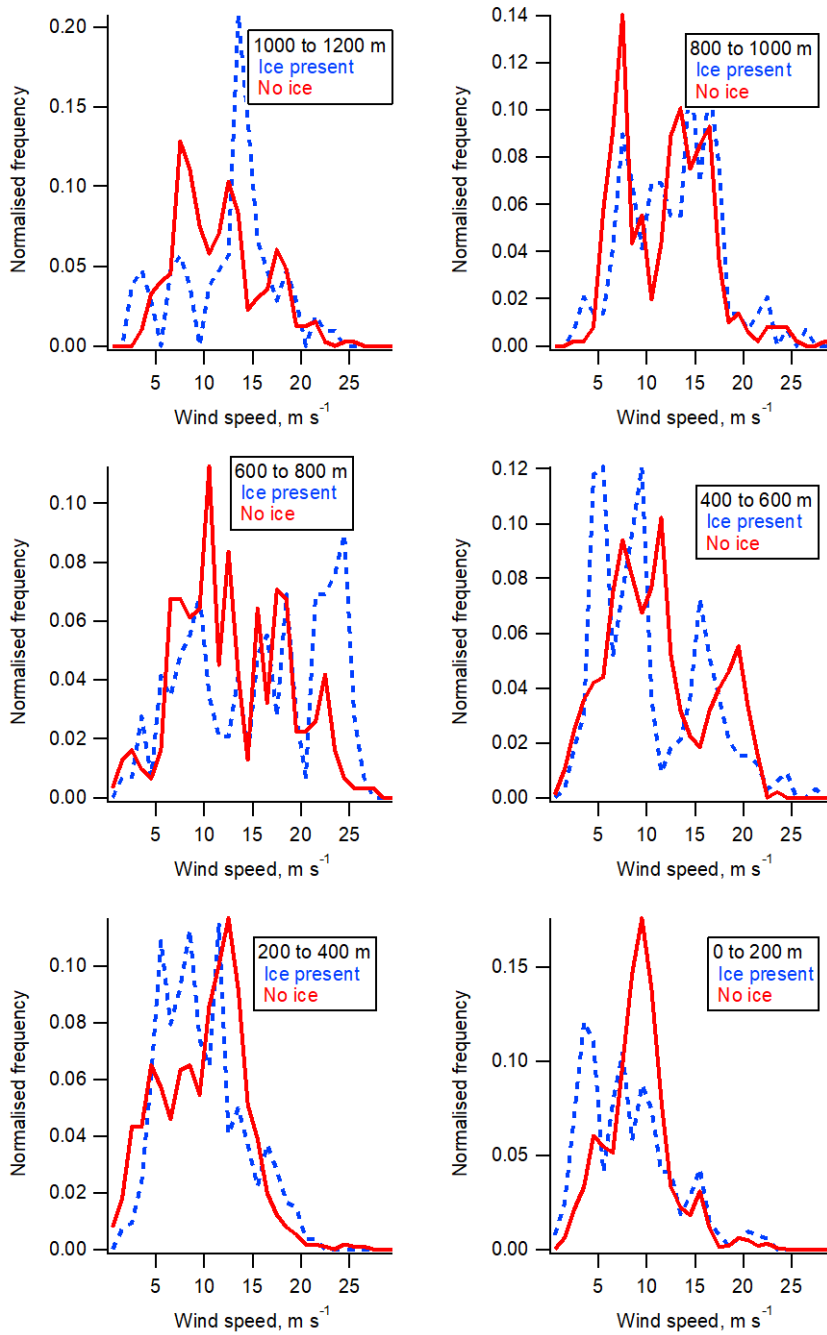 1000 to 1200 m
Ice present
No ice
Normalised frequency
0.20
0.15
0.10
0.05
0.00
5 10 15 20 25
Wind speed, m s-1
800 to 1000 m
Ice present
No ice
Normalised frequency
0.14
0.12
0.10
0.08
0.06
0.04
0.02
0.00
5 10 15 20 25
Wind speed, m s-1
600 to 800 m
Ice present
No ice
Normalised frequency
0.10
0.08
0.06
0.04
0.02
0.00
5 10 15 20 25
Wind speed, m s-1
400 to 600 m
Ice present
No ice
Normalised frequency
0.12
0.10
0.08
0.06
0.04
0.02
0.00
5 10 15 20 25
Wind speed, m s-1
200 to 400 m
Ice present
No ice
Normalised frequency
0.10
0.08
0.06
0.04
0.02
0.00
5 10 15 20 25
Wind speed, m s-1
0 to 200 m
Ice present
No ice
Normalised frequency
0.15
0.10
0.05
0.00
5 10 15 20 25
Wind speed, m s-1